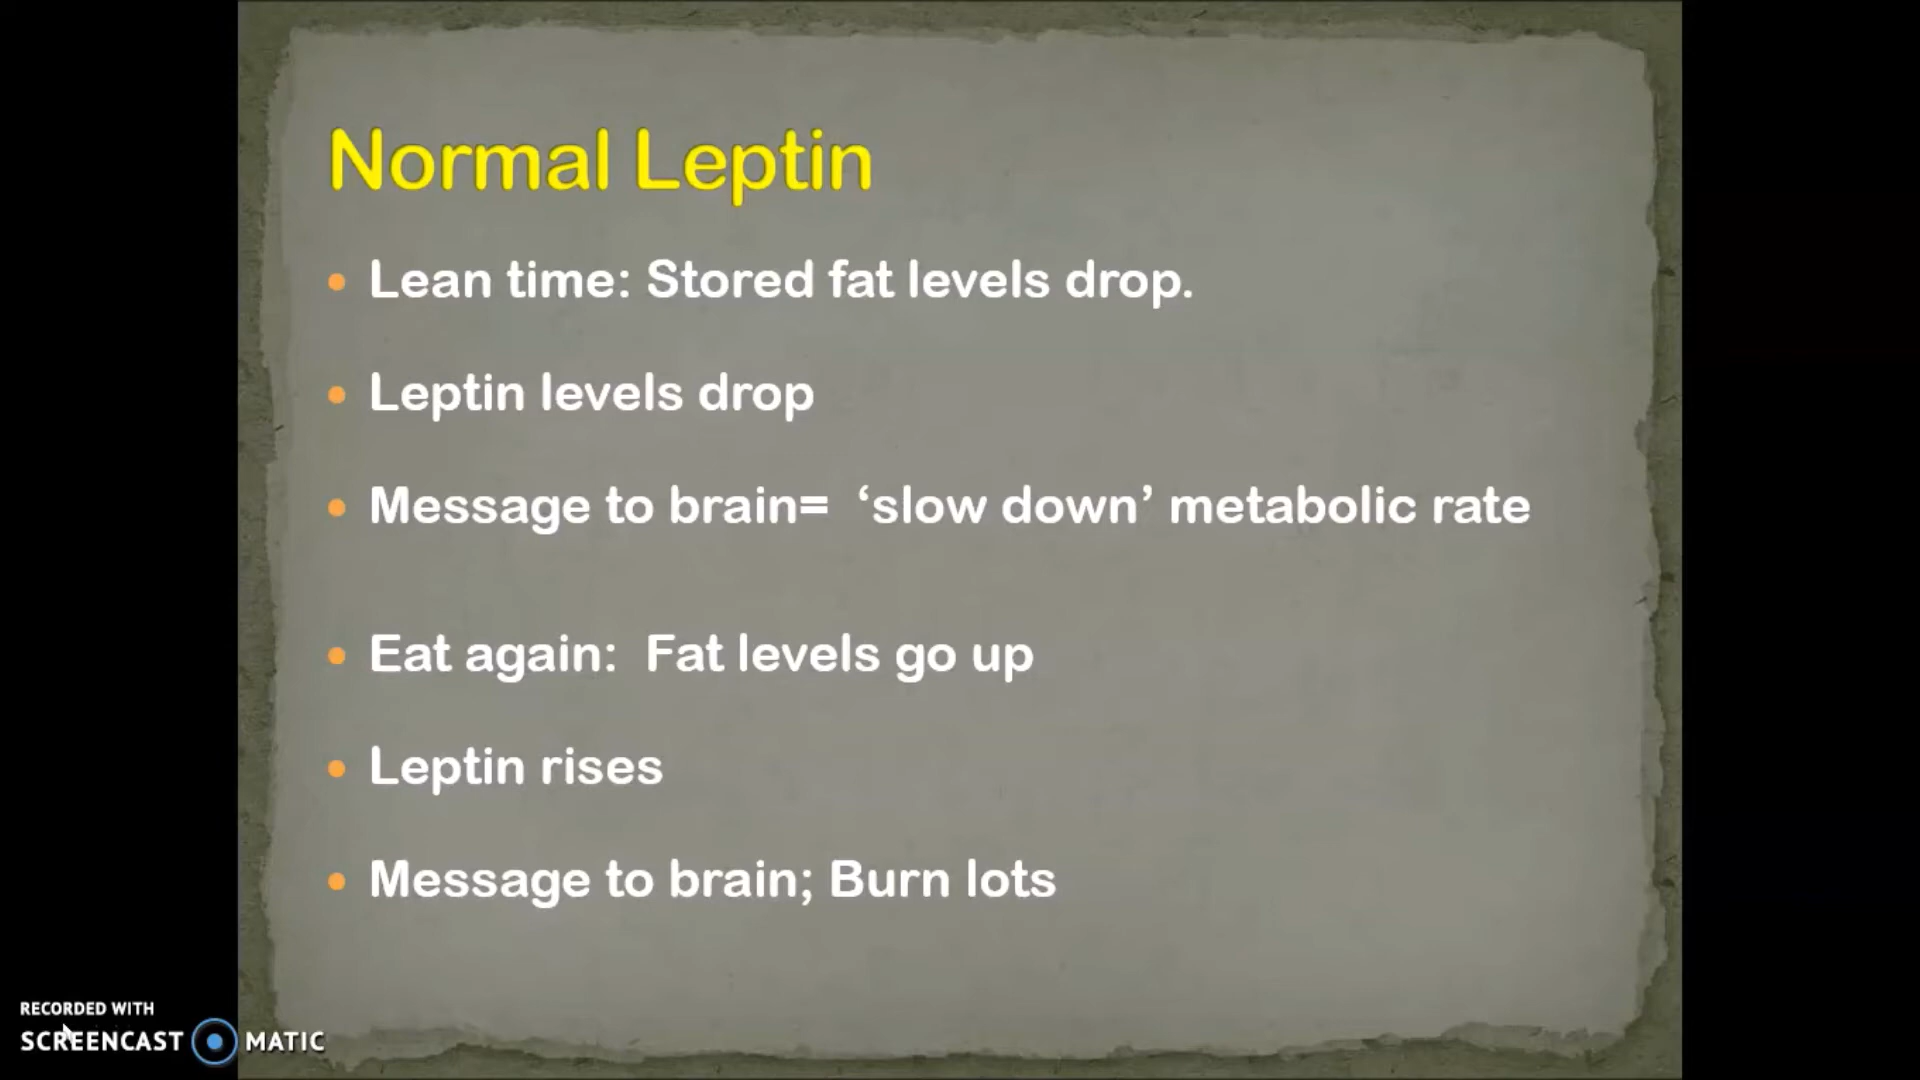 Normal Leptin
• Lean time: Stored fat levels drop.
• Leptin levels drop
• Message to brain=  ‘slow down’ metabolic rate
• Eat again:  Fat levels go up
• Leptin rises
• Message to brain; Burn lots
RECORDED WITH
SCREENCAST MATIC